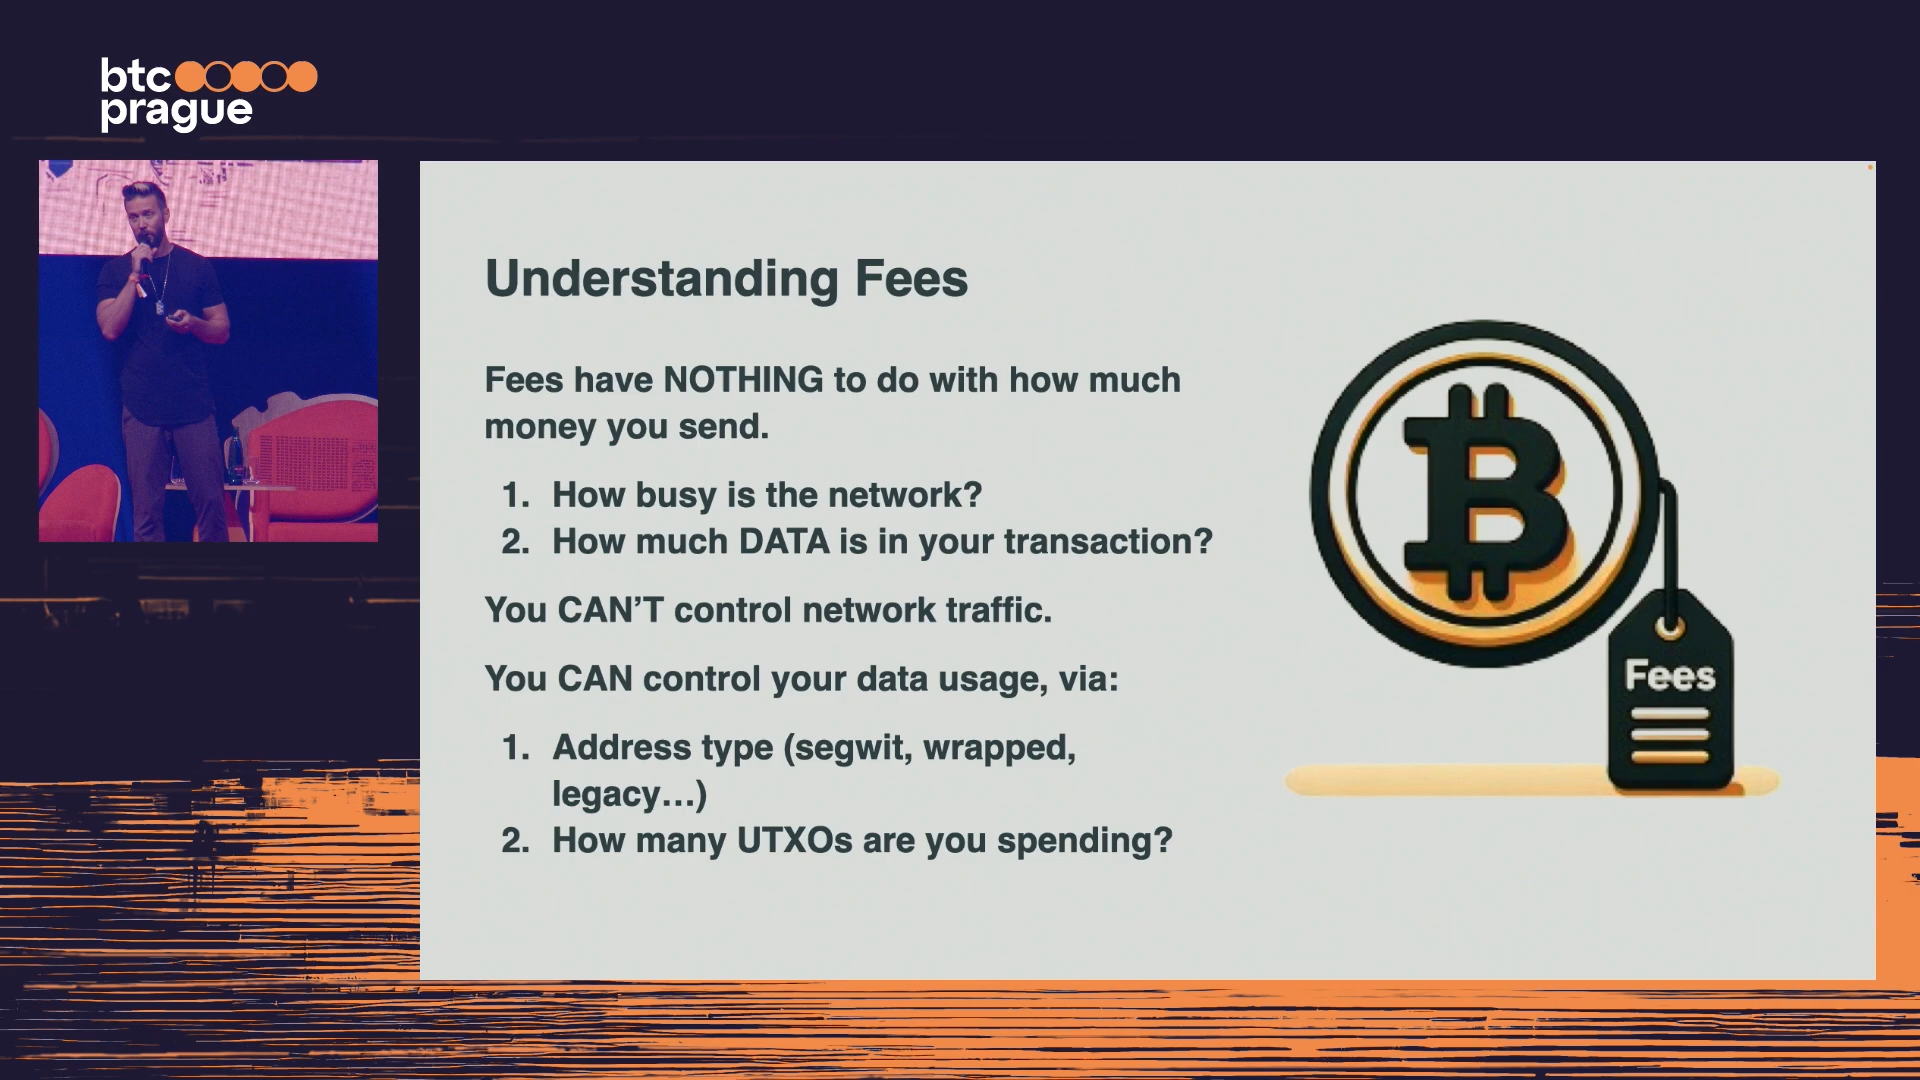 btc
prague
Understanding Fees
Fees have NOTHING to do with how much
money you send.
1. How busy is the network?
2. How much DATA is in your transaction?
You CAN’T control network traffic.
You CAN control your data usage, via:
1. Address type (segwit, wrapped,
legacy…)
2. How many UTXOs are you spending?
Fees